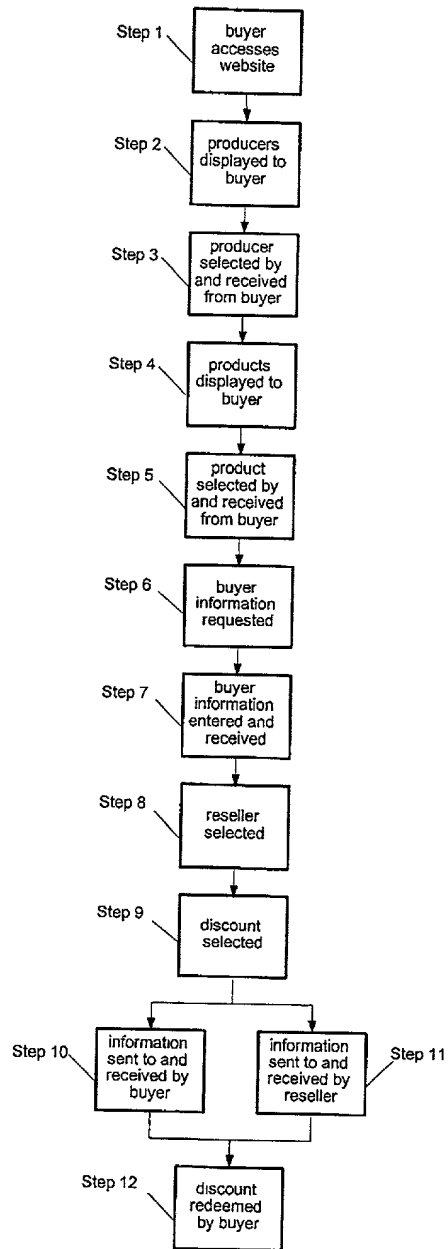 Step 1
buyer
accesses
website
Step 2
producers
displayed to
buyer
Step 3
producer
selected by
and received
from buyer
Step 4
products
displayed to
buyer
Step 5
product
selected by
and received
from buyer
Step 6
buyer
information
requested
Step 7
buyer
information
entered and
received
Step 8
reseller
selected
Step 9
discount
selected
Step 10
information
sent to and
received by
buyer
information
sent to and
received by
reseller
Step 11
Step 12
discount
redeemed
by buyer